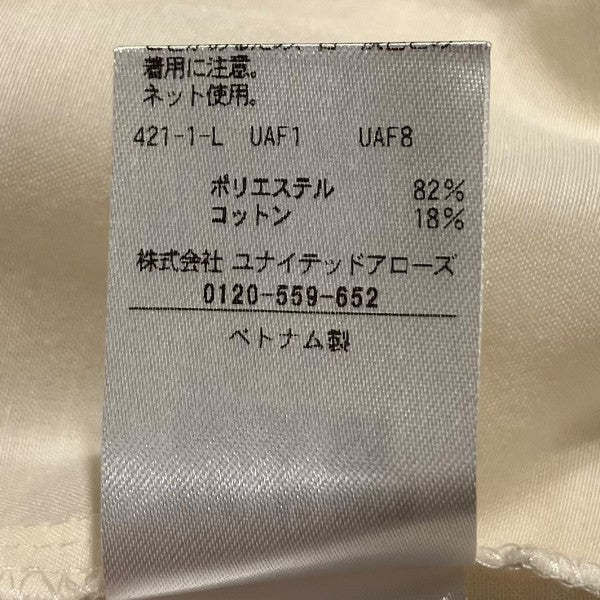 着用に注意。
ネット使用。
421-1-L UAF1 UAF8
ポリエステル 82%
コットン 18%
株式会社 ユナイテッドアローズ
0120-559-652
ベトナム製